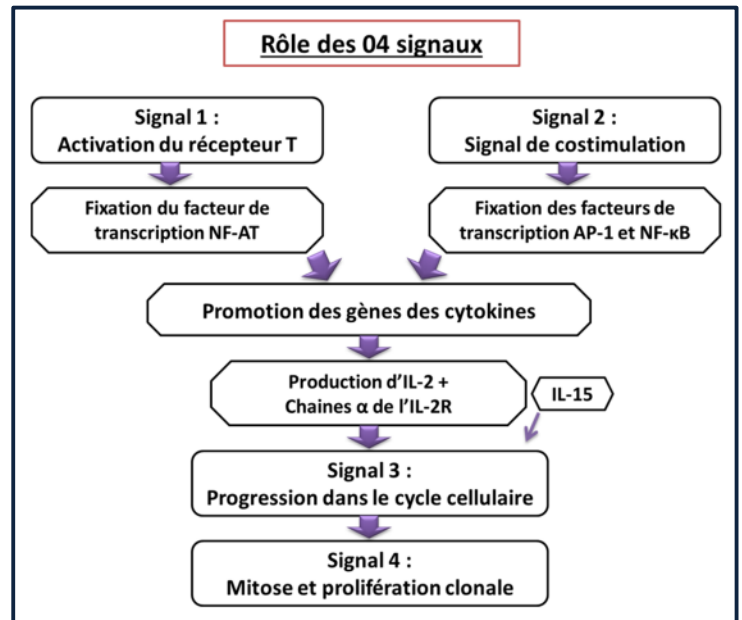 Rôle des 04 signaux
Signal 1 :
Activation du récepteur T
Signal 2 :
Signal de costimulation
Fixation du facteur de
transcription NF-AT
Fixation des facteurs de
transcription AP-1 et NF-κB
Promotion des gènes des cytokines
Production d'IL-2 +
Chaines α de l'IL-2R
IL-15
Signal 3 :
Progression dans le cycle cellulaire
Signal 4 :
Mitose et prolifération clonale